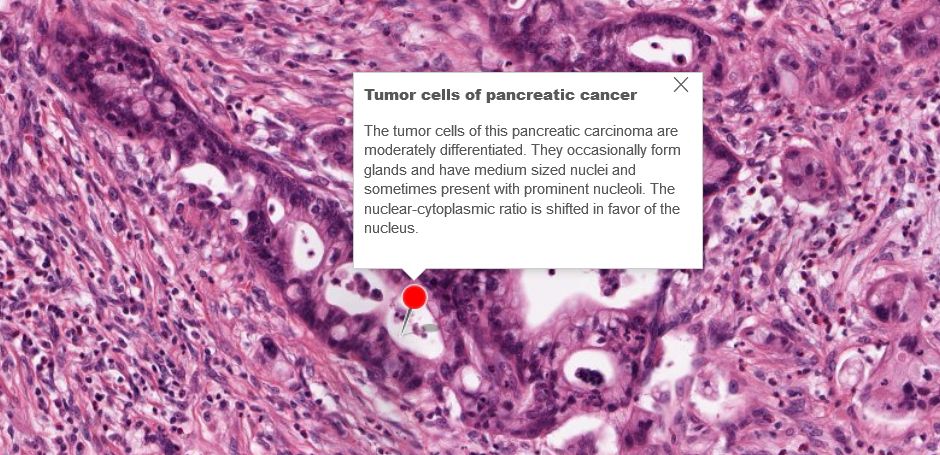 Tumor cells of pancreatic cancer
The tumor cells of this pancreatic carcinoma are
moderately differentiated. They occasionally form
glands and have medium sized nuclei and
sometimes present with prominent nucleoli. The
nuclear-cytoplasmic ratio is shifted in favor of the
nucleus.